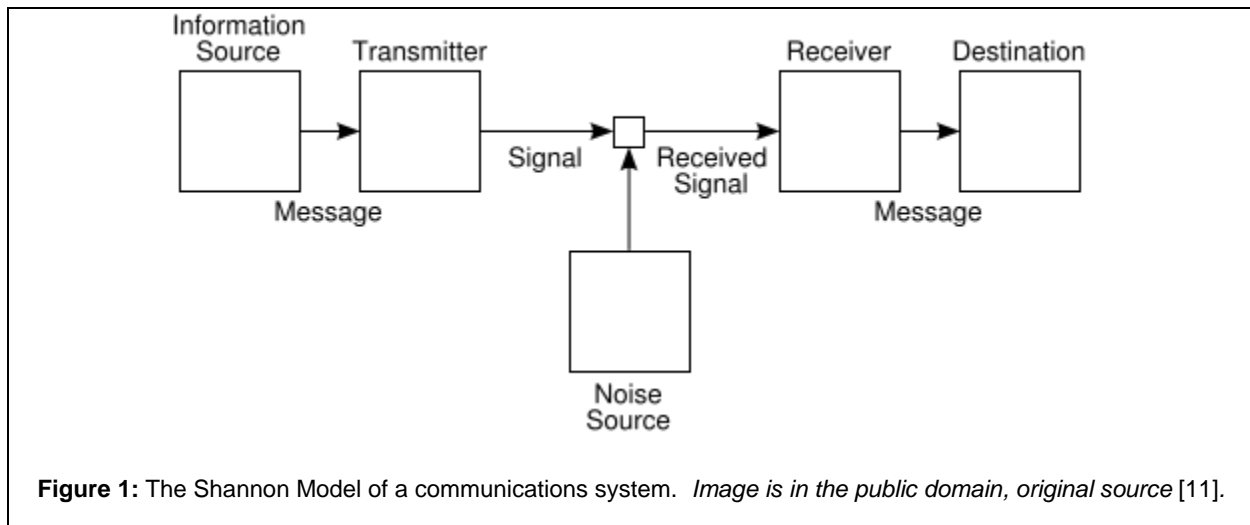 Information
Source
Transmitter
Receiver
Destination
Signal
Received
Signal
Message
Message
Noise
Source
Figure 1: The Shannon Model of a communications system. Image is in the public domain, original source [11].